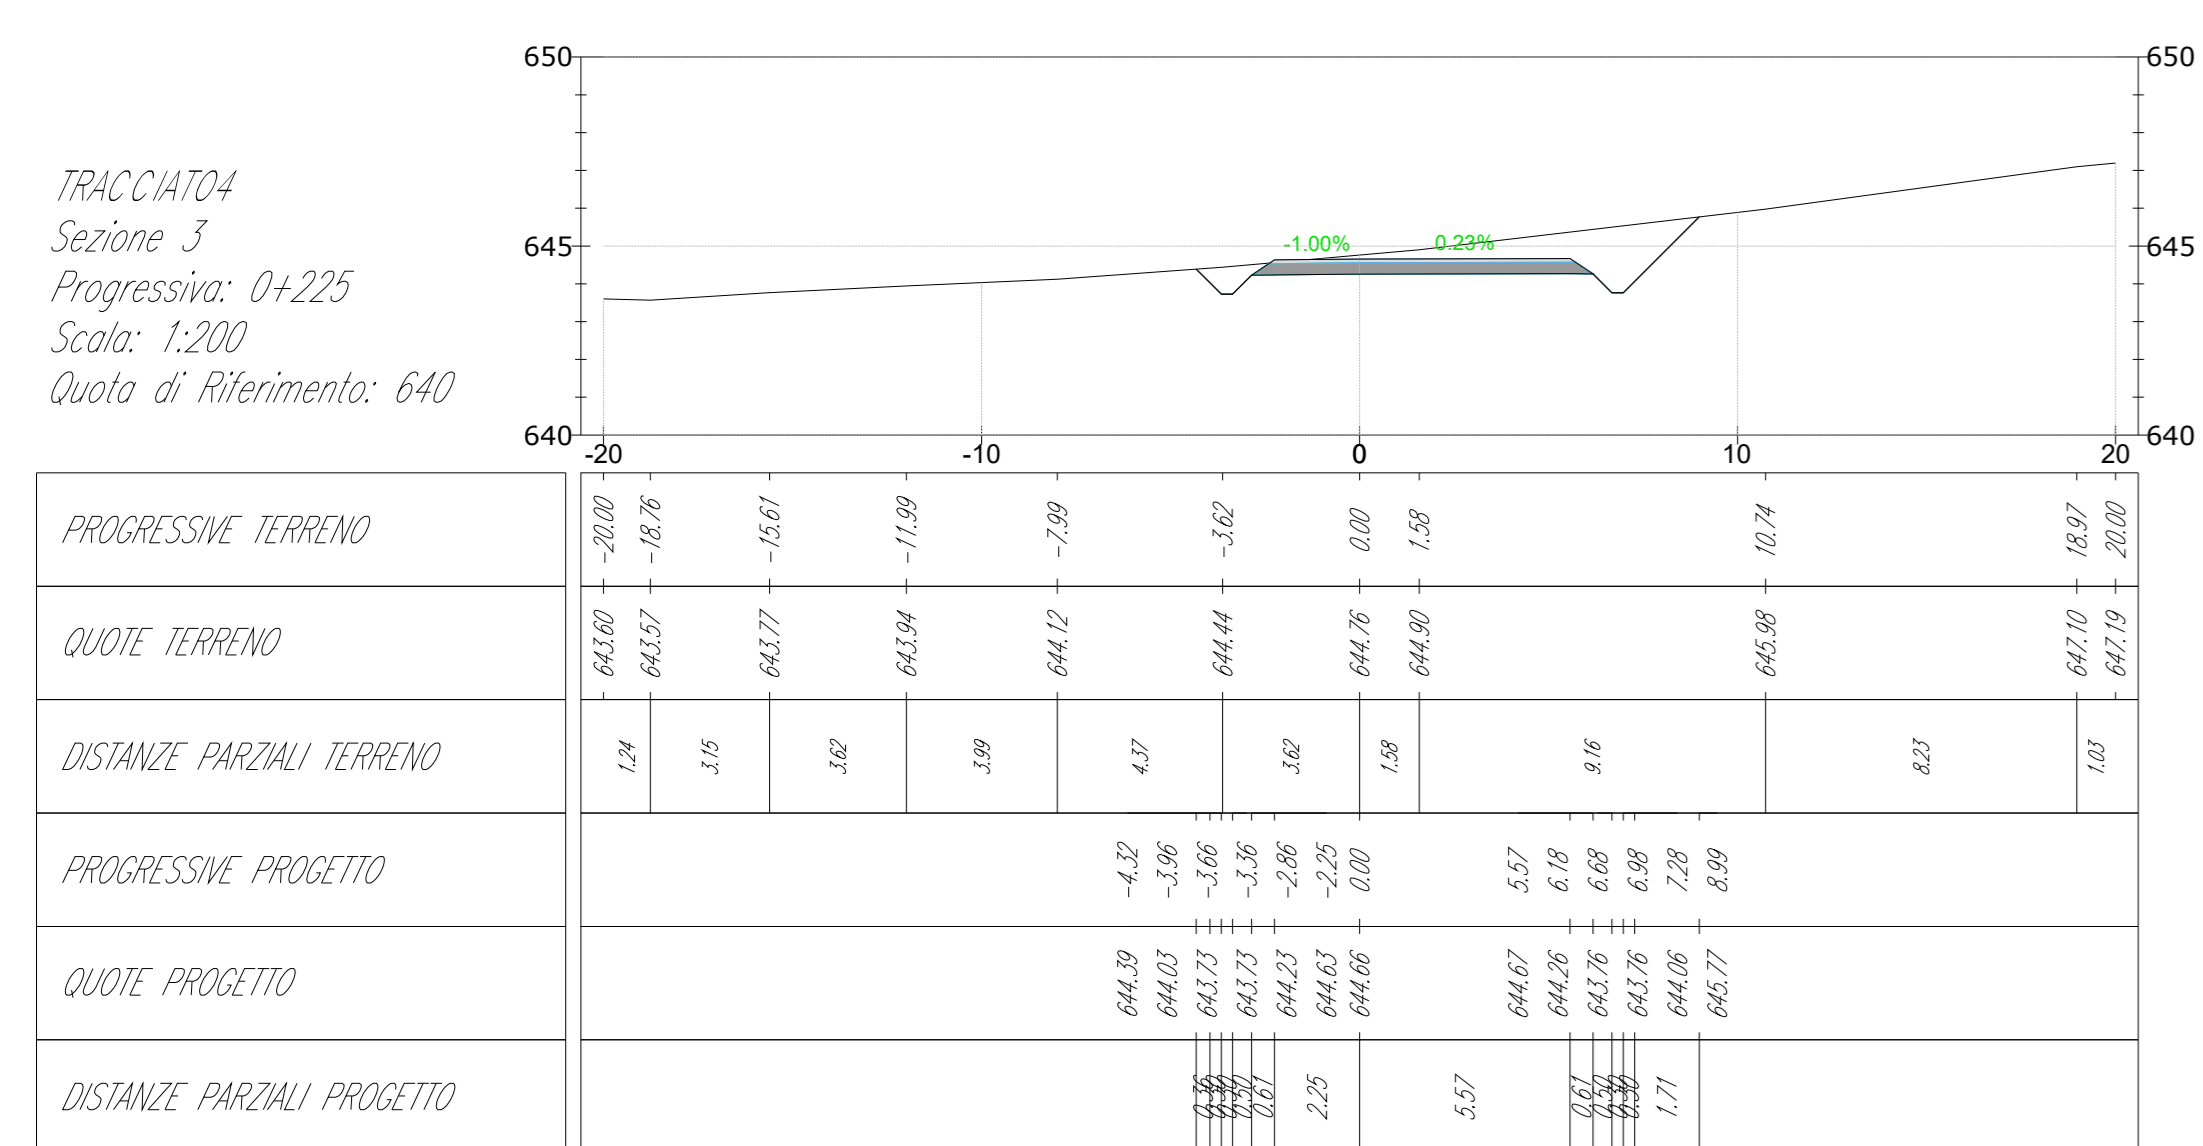 650
650
TRACCIATO4
Sezione 3
Progressiva: 0+225
Scala: 1:200
Quota di Riferimento: 640
-1.00%
0.23%
645
645
640
640
-20 -10 0 10 20
PROGRESSIVE TERRENO
-20.00 -18.76 -15.61 -11.99 -7.99 -3.62 0.00 1.58 10.74 18.97 20.00
QUOTE TERRENO
643.60 643.57 643.77 643.94 644.12 644.44 644.76 644.90 645.98 647.10 647.19
DISTANZE PARZIALI TERRENO
1.24 3.15 3.62 3.99 4.37 3.62 1.58 9.16 8.23 1.03
PROGRESSIVE PROGETTO
-4.32 -3.96 -3.66 -3.36 -2.86 -2.25 0.00 5.57 6.18 6.68 6.98 7.28 8.99
QUOTE PROGETTO
644.39 644.03 643.73 643.73 644.23 644.63 644.66 644.67 644.26 643.76 643.76 644.06 645.77
DISTANZE PARZIALI PROGETTO
0.36 0.50 0.61 2.25 5.57 0.61 0.50 0.30 1.71